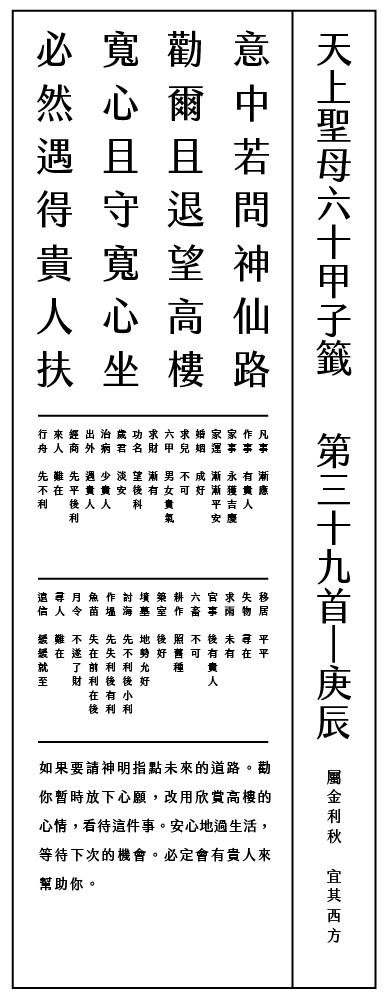 天上聖母六十甲子籤　第三十九首—庚辰
屬金利秋　宜其西方
意中若問神仙路
勸爾且退望高樓
寬心且守寬心坐
必然遇得貴人扶
凡事　漸應
作事　有貴人
家事　永獲吉慶
家運　漸漸平安
婚姻　成好
求兒　不可
六甲　男女貴氣
求財　漸有
功名　望後科
歲君　淡安
治病　少貴人
出外　遇貴人
經商　先平後利
來人　難在
行舟　先不利
移居　平平
失物　尋在
求雨　未有
官事　後有貴人
六畜　不可
耕作　照舊種
築室　後好
墳墓　地勢允好
討海　先不利後小利
作塭　先失利後有利
魚苗　失在前利在後
月令　不遂了財
尋人　難在
遠信　緩緩就至
如果要請神明指點未來的道路。勸
你暫時放下心願，改用欣賞高樓的
心情，看待這件事。安心地過生活，
等待下次的機會。必定會有貴人來
幫助你。